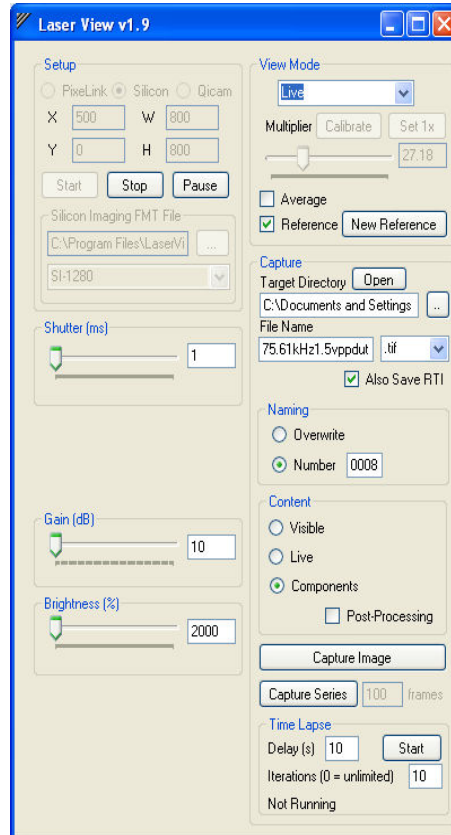 Laser View v1.9
Setup
PixeLink Silicon Qicam
X 500 W 800
Y 0 H 800
Start Stop Pause
Silicon Imaging FMT File
C:\Program Files\LaserVi ...
SI-1280
Shutter (ms)
1
Gain (dB)
10
Brightness (%)
2000
View Mode
Live
Multiplier Calibrate Set 1x
27.18
Average
Reference New Reference
Capture
Target Directory Open
C:\Documents and Settings ..
File Name
75.61kHz1.5vppdut .tif
Also Save RTI
Naming
Overwrite
Number 0008
Content
Visible
Live
Components
Post-Processing
Capture Image
Capture Series 100 frames
Time Lapse
Delay (s) 10 Start
Iterations (0 = unlimited) 10
Not Running